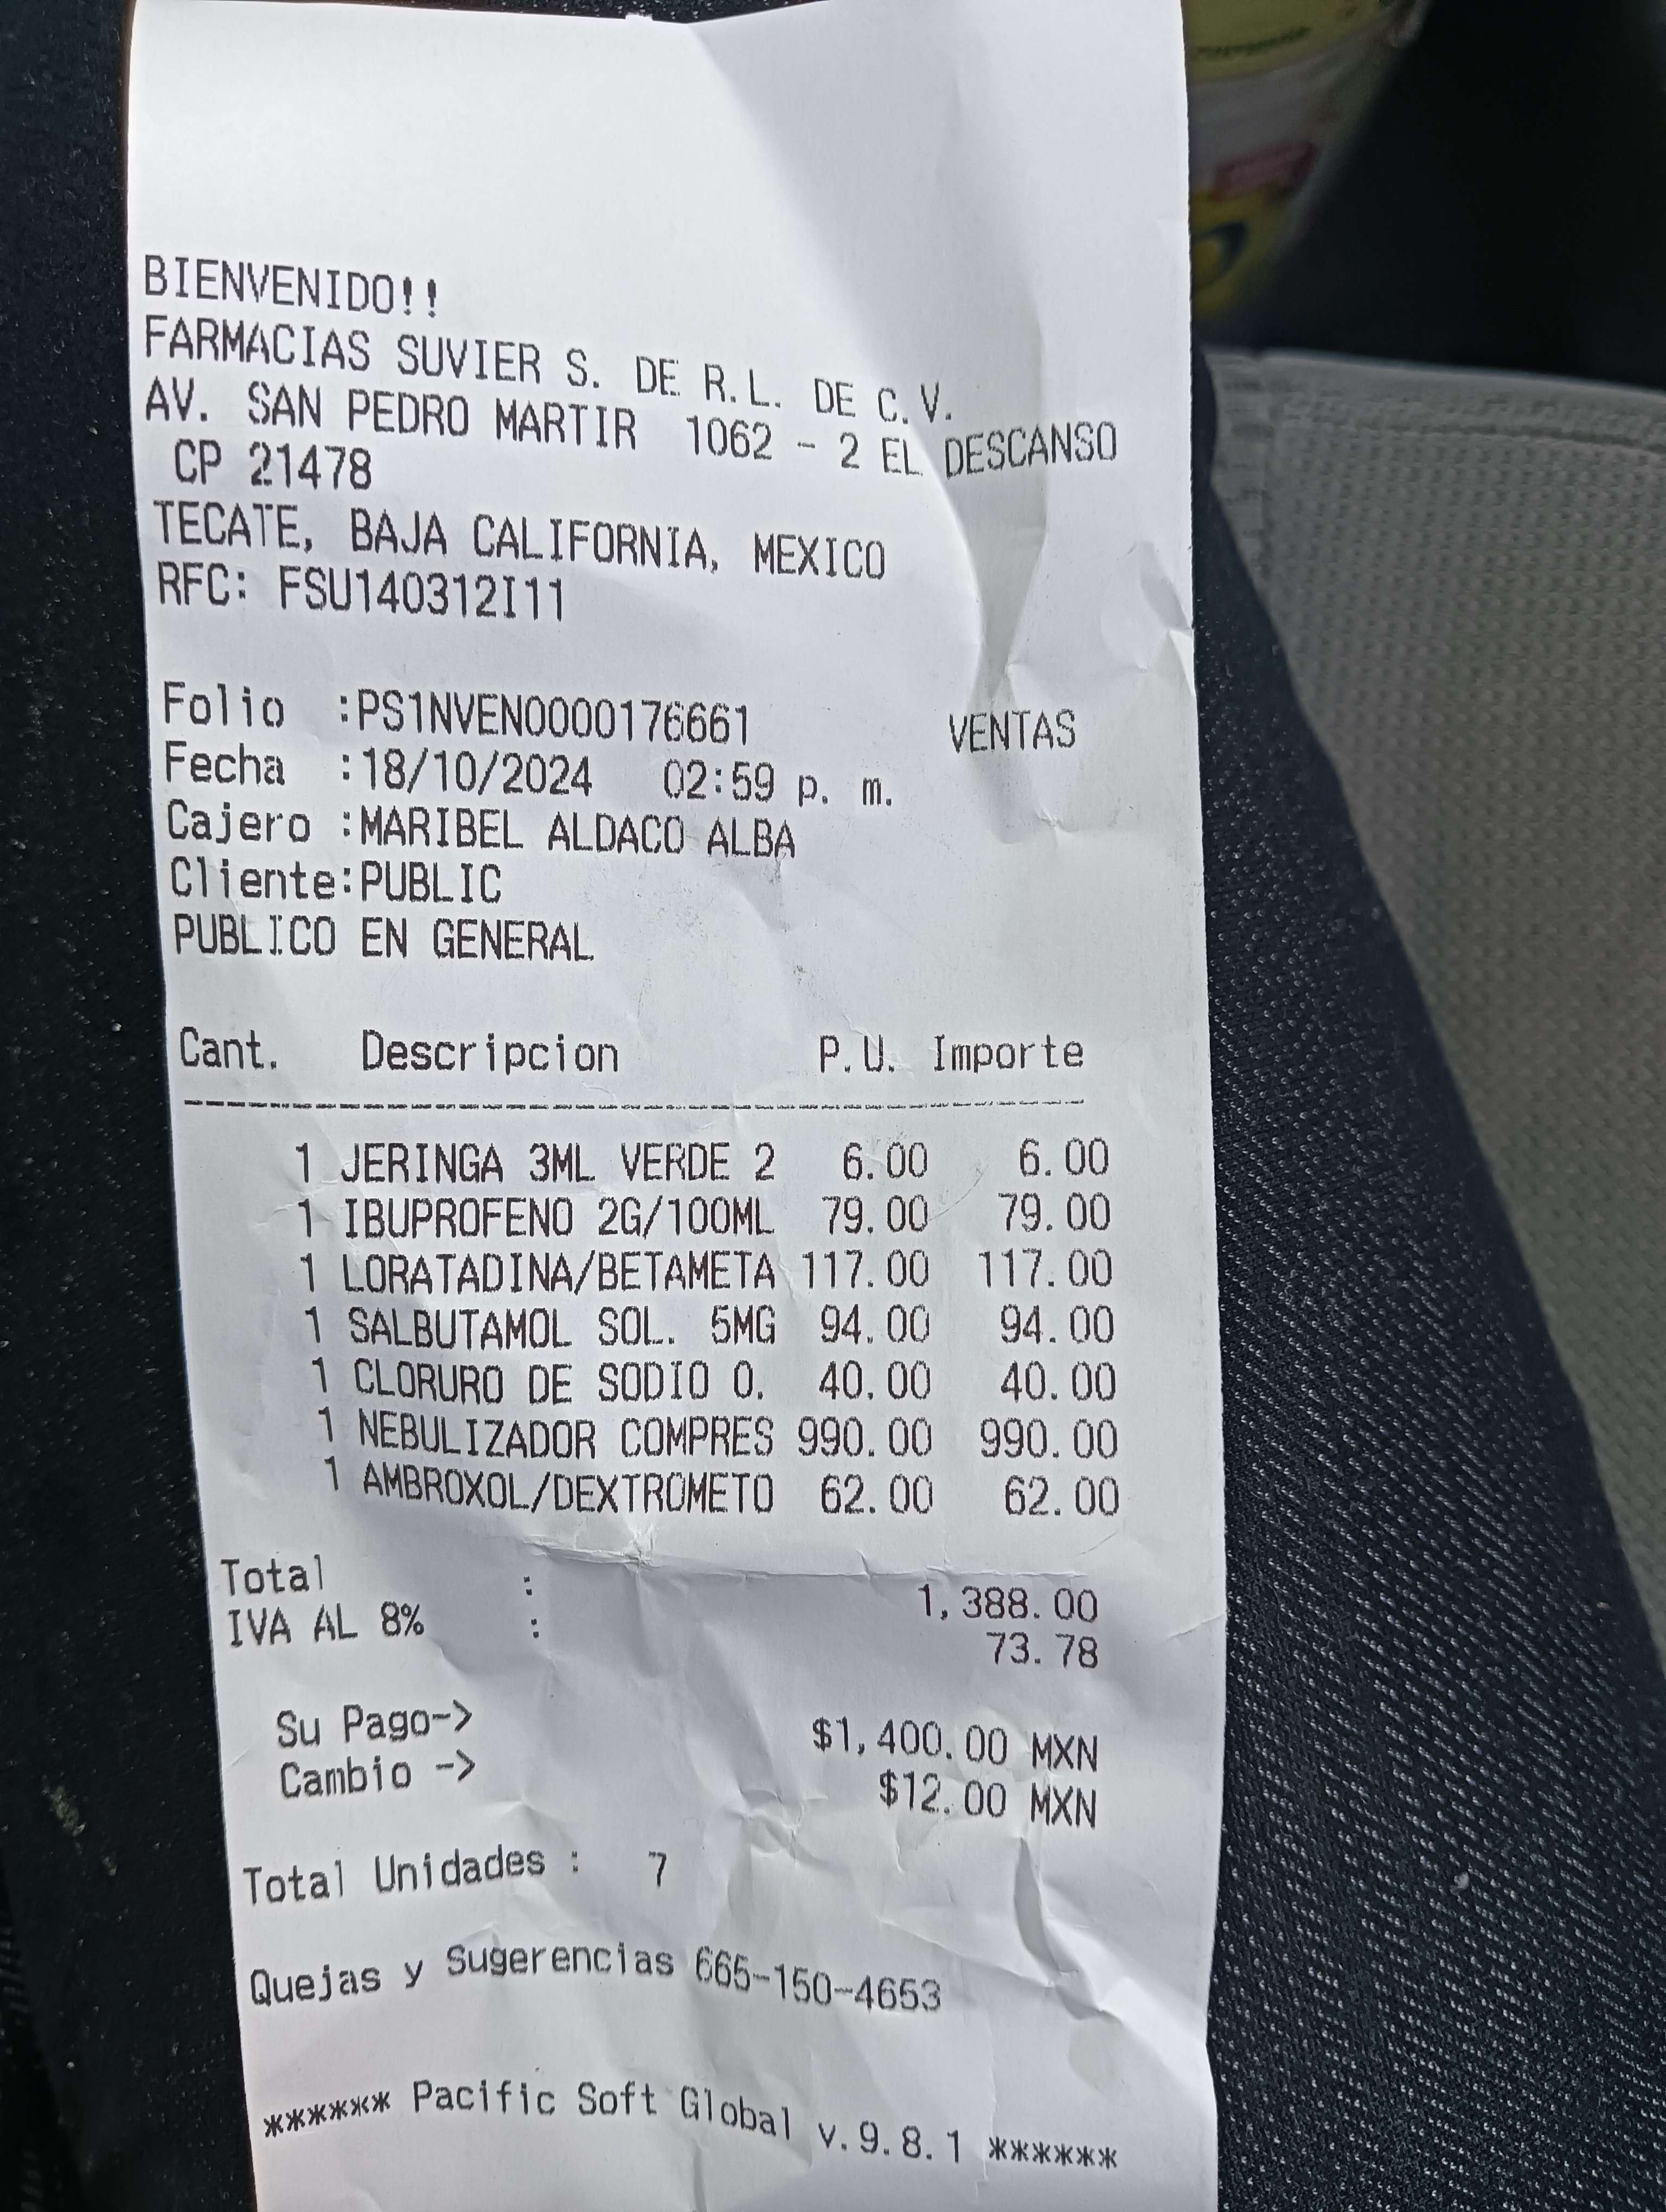 BIENVENIDO!!
FARMACIAS SUVIER S. DE R.L. DE C.V.
AV. SAN PEDRO MARTIR 1062 - 2 EL DESCANSO
CP 21478
TECATE, BAJA CALIFORNIA, MEXICO
RFC: FSU140312I11
Folio :PS1NVEN0000176661 VENTAS
Fecha :18/10/2024 02:59 p. m.
Cajero :MARIBEL ALDACO ALBA
Cliente:PUBLIC
PUBLICO EN GENERAL
Cant. Descripcion P.U. Importe
--------------------------------------------------
1 JERINGA 3ML VERDE 2 6.00 6.00
1 IBUPROFENO 2G/100ML 79.00 79.00
1 LORATADINA/BETAMETA 117.00 117.00
1 SALBUTAMOL SOL. 5MG 94.00 94.00
1 CLORURO DE SODIO 0. 40.00 40.00
1 NEBULIZADOR COMPRES 990.00 990.00
1 AMBROXOL/DEXTROMETO 62.00 62.00
Total : 1,388.00
IVA AL 8% : 73.78
Su Pago-> $1,400.00 MXN
Cambio -> $12.00 MXN
Total Unidades : 7
Quejas y Sugerencias 665-150-4653
****** Pacific Soft Global v.9.8.1 ******